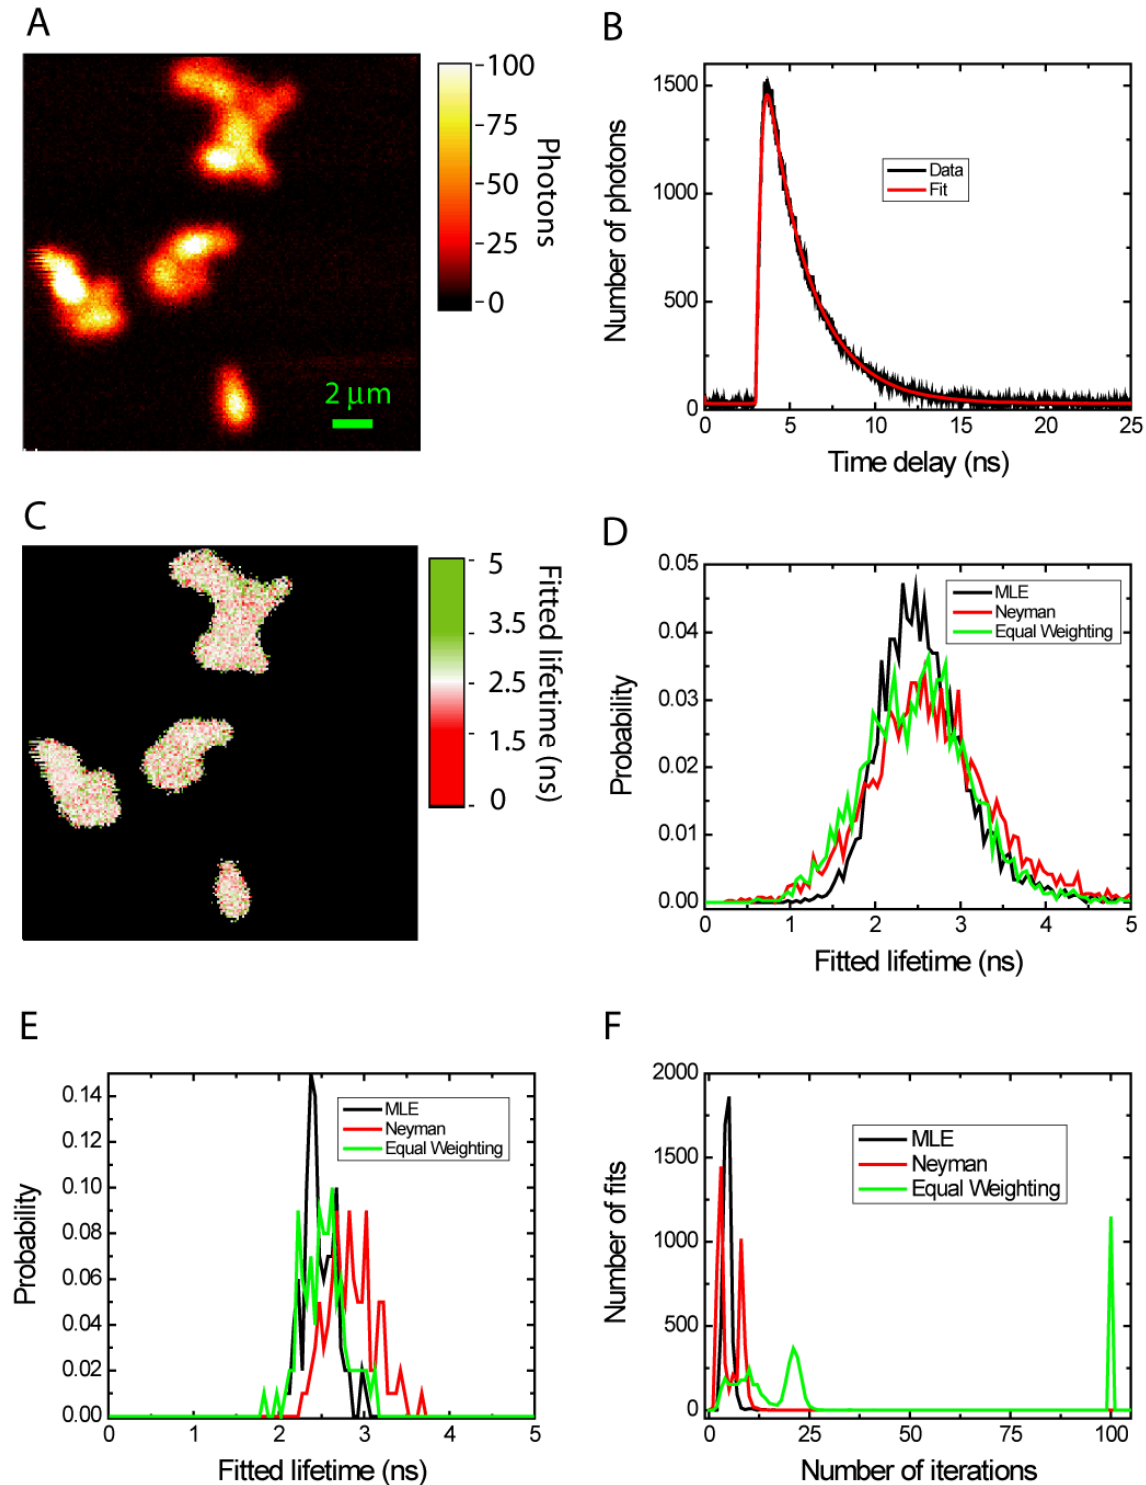 A
100
75
50
25
0
Photons
2 μm
B
1500
1000
500
0
Number of photons
Data
Fit
0 5 10 15 20 25
Time delay (ns)
C
5
3.5
2.5
1.5
0
Fitted lifetime (ns)
D
0.05
0.04
0.03
0.02
0.01
0.00
Probability
MLE
Neyman
Equal Weighting
0 1 2 3 4 5
Fitted lifetime (ns)
E
0.14
0.12
0.10
0.08
0.06
0.04
0.02
0.00
Probability
MLE
Neyman
Equal Weighting
0 1 2 3 4 5
Fitted lifetime (ns)
F
2000
1500
1000
500
0
Number of fits
MLE
Neyman
Equal Weighting
0 25 50 75 100
Number of iterations